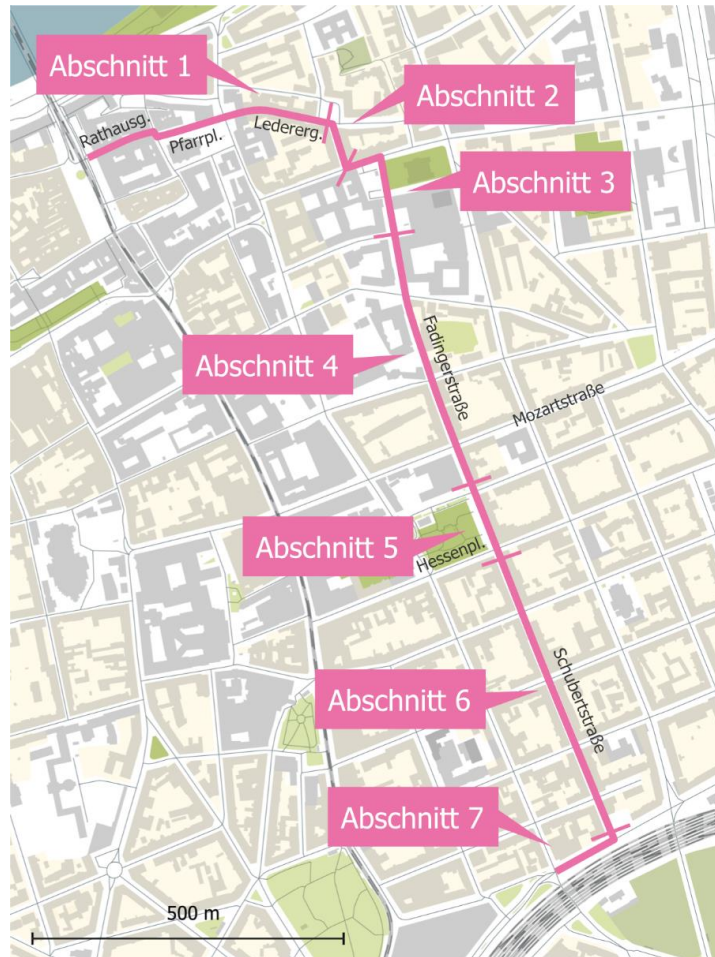 Abschnitt 1
Abschnitt 2
Rathausg.
Pfarrpl.
Ledererg.
Abschnitt 3
Fadingerstraße
Abschnitt 4
Mozartstraße
Abschnitt 5
Hessenpl.
Schubertstraße
Abschnitt 6
Abschnitt 7
500 m